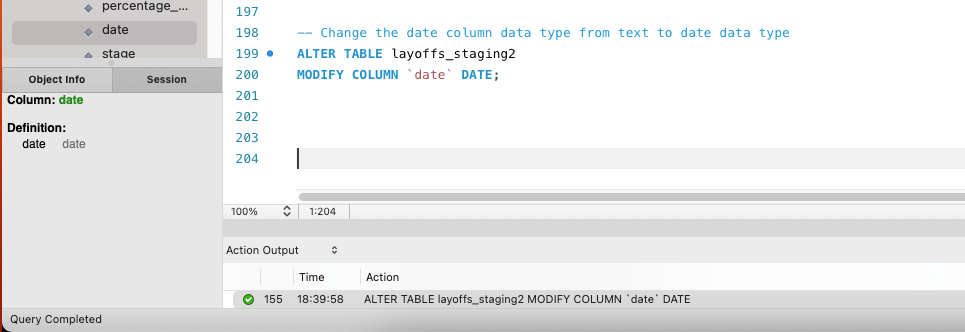 percentage_...
date
stage
Object Info Session
Column: date
Definition:
date date
197
198 -- Change the date column data type from text to date data type
199 ALTER TABLE layoffs_staging2
200 MODIFY COLUMN `date` DATE;
201
202
203
204
100% 1:204
Action Output
Time Action
155 18:39:58 ALTER TABLE layoffs_staging2 MODIFY COLUMN `date` DATE
Query Completed